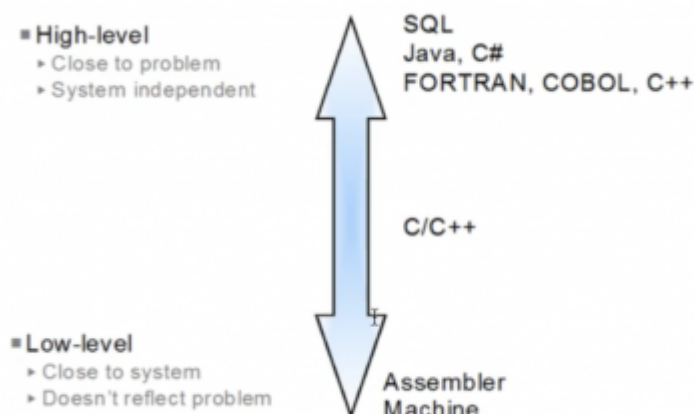 High-level
Close to problem
System independent
SQL
Java, C#
FORTRAN, COBOL, C++
C/C++
Low-level
Close to system
Doesn't reflect problem
Assembler
Machine